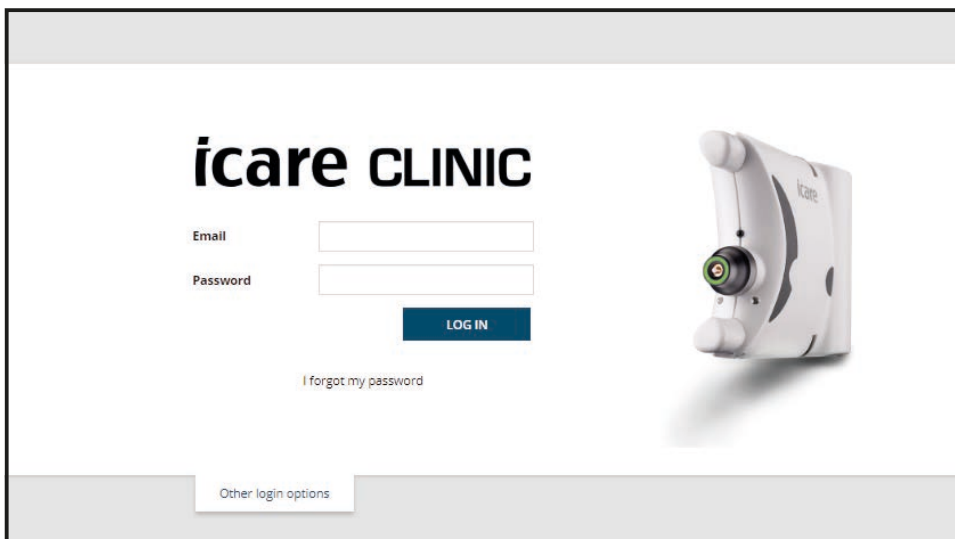 icare CLINIC
icare
Email
Password
LOG IN
I forgot my password
Other login options